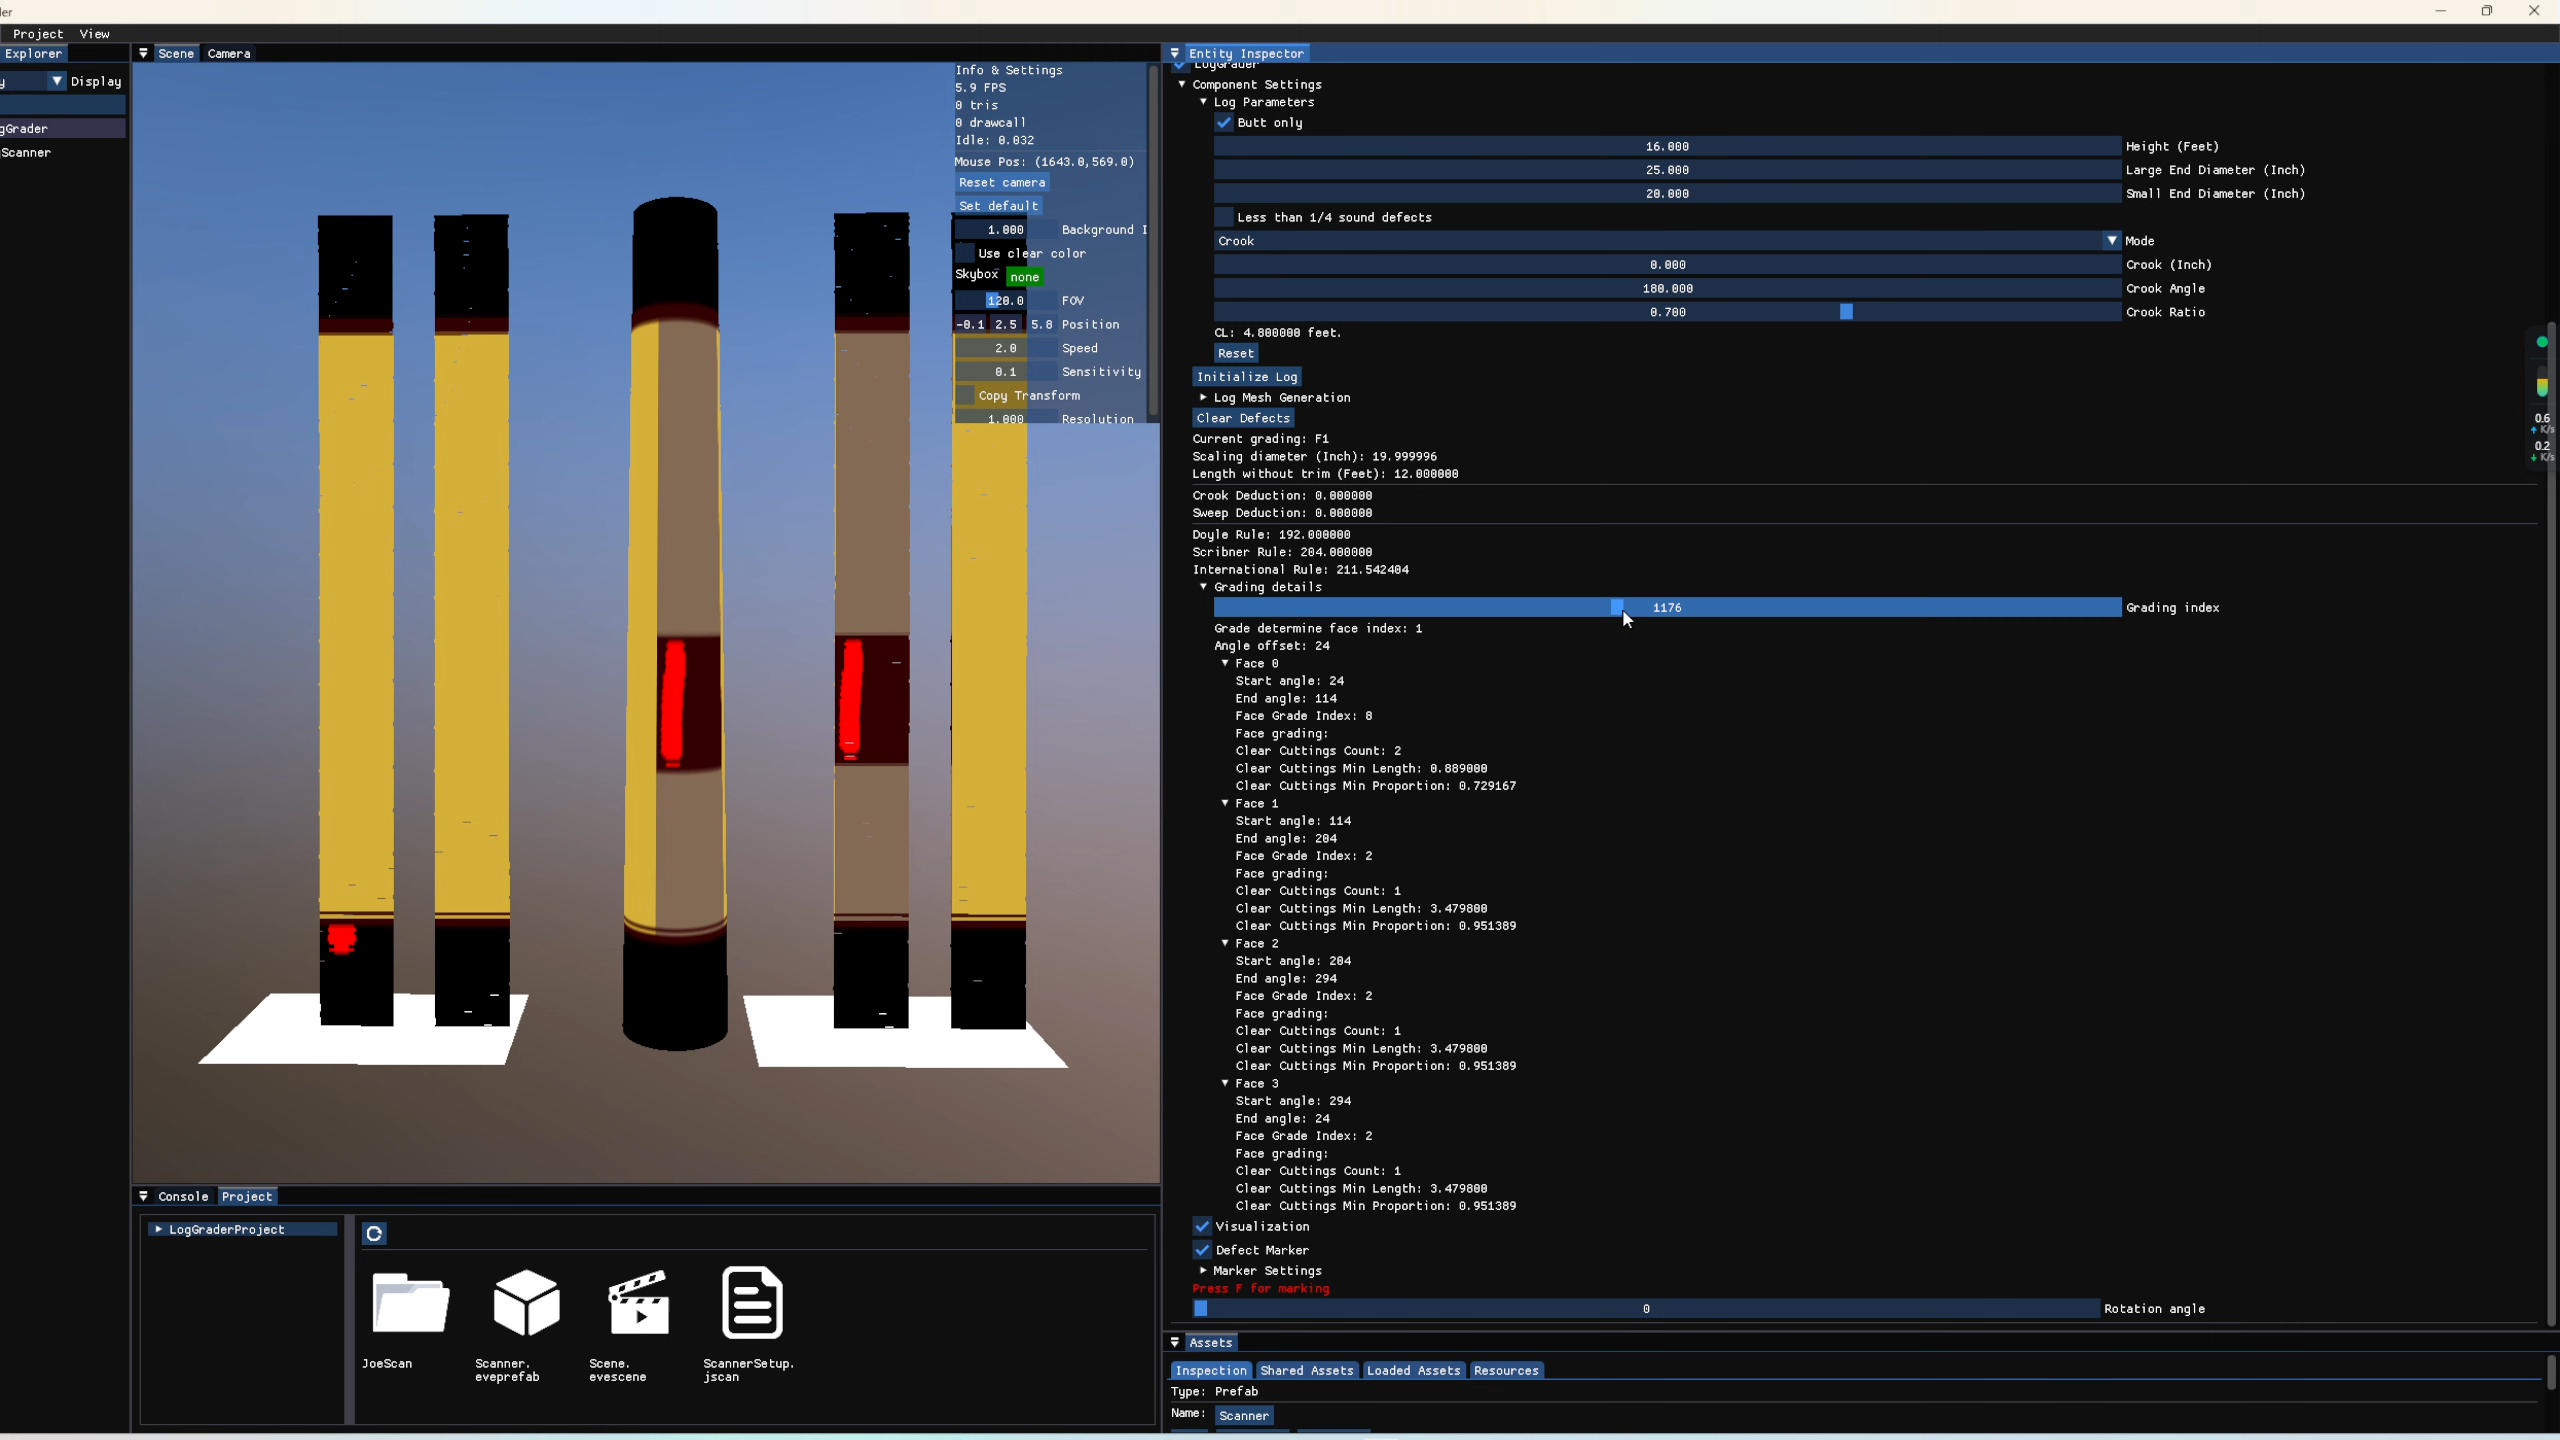 der
Project View
Explorer
Scene Camera
Entity Inspector
y Display
gGrader
Scanner
Info & Settings
5.9 FPS
0 tris
0 drawcall
Idle: 0.032
Mouse Pos: (1643.0,569.0)
Reset camera
Set default
1.000 Background I
Use clear color
Skybox none
120.0 FOV
-0.1 2.5 5.8 Position
2.0 Speed
0.1 Sensitivity
Copy Transform
1.000 Resolution
LogGrader
Component Settings
Log Parameters
Butt only
16.000 Height (Feet)
25.000 Large End Diameter (Inch)
20.000 Small End Diameter (Inch)
Less than 1/4 sound defects
Crook Mode
0.000 Crook (Inch)
180.000 Crook Angle
0.700 Crook Ratio
CL: 4.800000 feet.
Reset
Initialize Log
Log Mesh Generation
Clear Defects
Current grading: F1
Scaling diameter (Inch): 19.999996
Length without trim (Feet): 12.000000
Crook Deduction: 0.000000
Sweep Deduction: 0.000000
Doyle Rule: 192.000000
Scribner Rule: 204.000000
International Rule: 211.542404
Grading details
1176 Grading index
Grade determine face index: 1
Angle offset: 24
Face 0
Start angle: 24
End angle: 114
Face Grade Index: 8
Face grading:
Clear Cuttings Count: 2
Clear Cuttings Min Length: 0.889000
Clear Cuttings Min Proportion: 0.729167
Face 1
Start angle: 114
End angle: 204
Face Grade Index: 2
Face grading:
Clear Cuttings Count: 1
Clear Cuttings Min Length: 3.479800
Clear Cuttings Min Proportion: 0.951389
Face 2
Start angle: 204
End angle: 294
Face Grade Index: 2
Face grading:
Clear Cuttings Count: 1
Clear Cuttings Min Length: 3.479800
Clear Cuttings Min Proportion: 0.951389
Face 3
Start angle: 294
End angle: 24
Face Grade Index: 2
Face grading:
Clear Cuttings Count: 1
Clear Cuttings Min Length: 3.479800
Clear Cuttings Min Proportion: 0.951389
Visualization
Defect Marker
Marker Settings
Press F for marking
0 Rotation angle
0.6
K/s
0.2
K/s
Console Project
LogGraderProject
JoeScan
Scanner.
eveprefab
Scene.
evescene
ScannerSetup.
jscan
Assets
Inspection Shared Assets Loaded Assets Resources
Type: Prefab
Name: Scanner